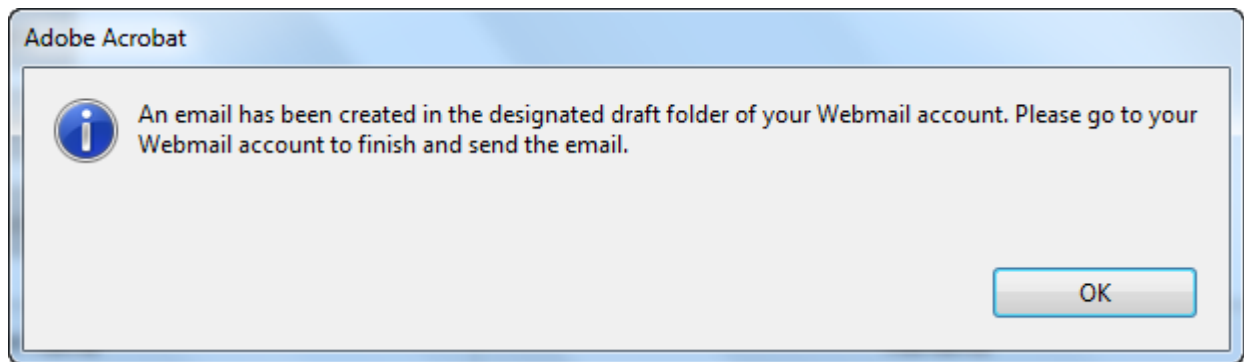 Adobe Acrobat
An email has been created in the designated draft folder of your Webmail account. Please go to your
Webmail account to finish and send the email.
OK